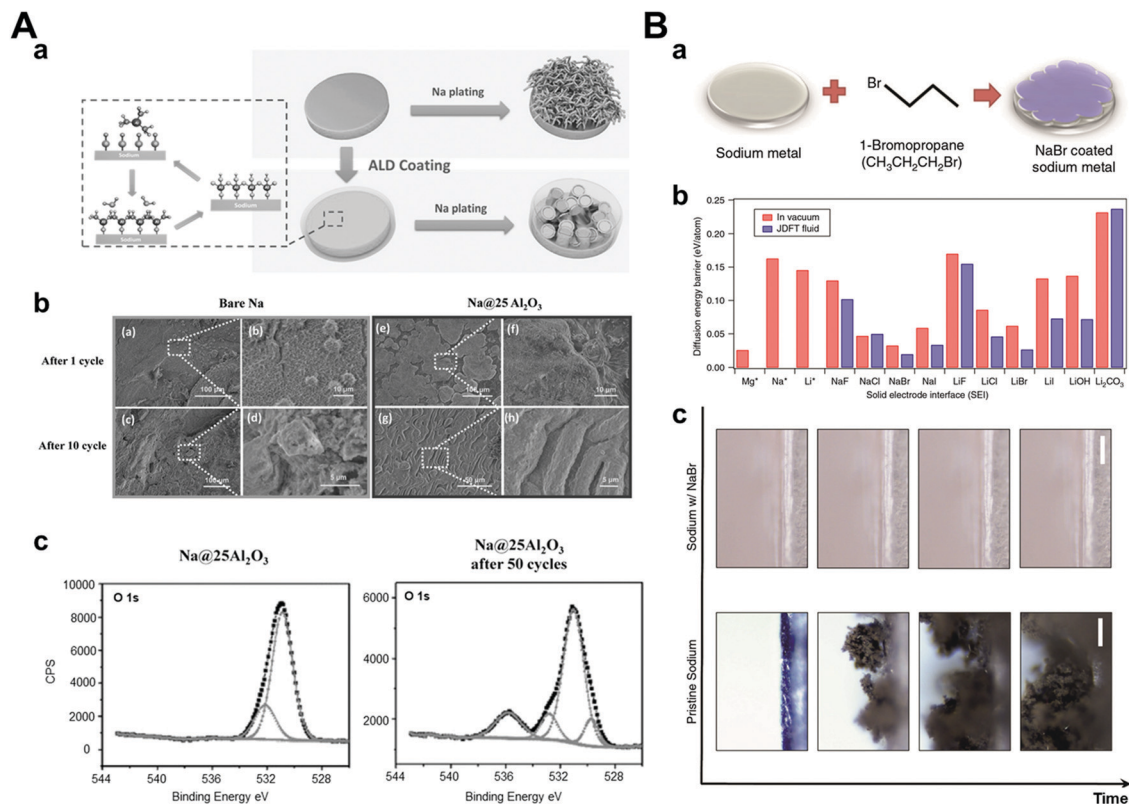 A
a
Na plating
ALD Coating
Na plating
Sodium
Sodium
Sodium
b
Bare Na
Na@25 Al₂O₃
After 1 cycle
(a)
(b)
(e)
(f)
100 μm
10 μm
100 μm
10 μm
After 10 cycle
(c)
(d)
(g)
(h)
100 μm
5 μm
50 μm
5 μm
c
Na@25Al₂O₃
Na@25Al₂O₃
after 50 cycles
O 1s
10000
8000
6000
4000
2000
0
CPS
544
540
536
532
528
Binding Energy eV
O 1s
6000
4000
2000
544
540
536
532
528
Binding Energy eV
B
a
Br
Sodium metal
1-Bromopropane
(CH₃CH₂CH₂Br)
NaBr coated
sodium metal
b
In vacuum
JDFT fluid
Diffusion energy barrier (eV/atom)
0.25
0.20
0.15
0.10
0.05
0.00
Mg* Na* Li* NaF NaCl NaBr NaI LiF LiCl LiBr LiI LiOH Li₂CO₃
Solid electrode interface (SEI)
c
Sodium w/ NaBr
Pristine Sodium
Time